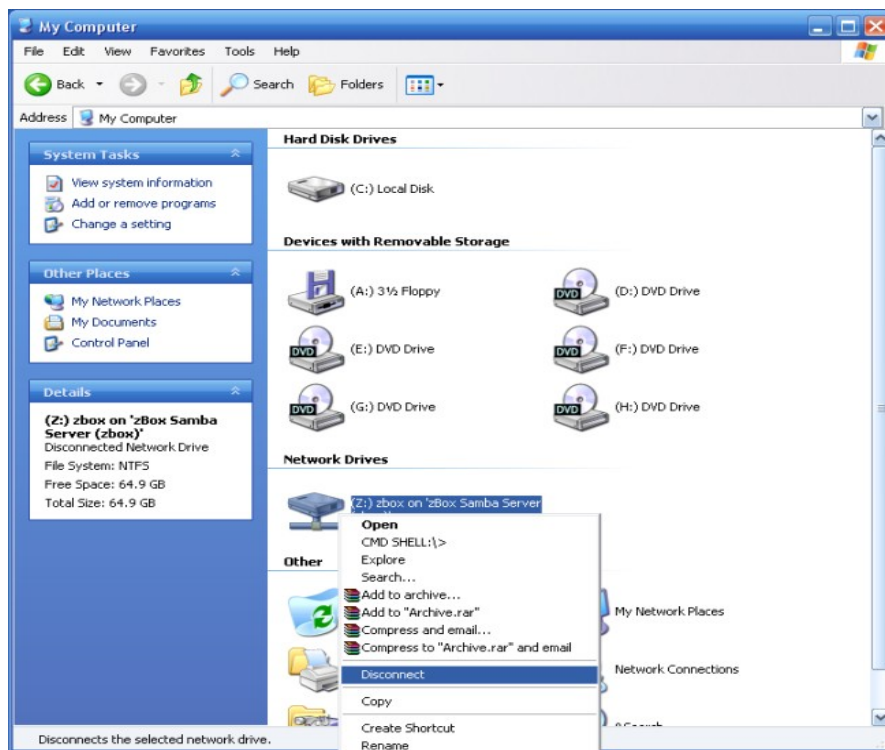 My Computer
File Edit View Favorites Tools Help
Back Search Folders
Address My Computer
System Tasks
View system information
Add or remove programs
Change a setting
Other Places
My Network Places
My Documents
Control Panel
Details
(Z:) zbox on 'zBox Samba
Server (zbox)'
Disconnected Network Drive
File System: NTFS
Free Space: 64.9 GB
Total Size: 64.9 GB
Hard Disk Drives
(C:) Local Disk
Devices with Removable Storage
(A:) 3½ Floppy
(D:) DVD Drive
(E:) DVD Drive
(F:) DVD Drive
(G:) DVD Drive
(H:) DVD Drive
Network Drives
(Z:) zbox on 'zBox Samba Server
Open
CMD SHELL:\>
Explore
Search...
Add to archive...
Add to "Archive.rar"
Compress and email...
Compress to "Archive.rar" and email
Disconnect
Copy
Create Shortcut
Rename
Other
My Network Places
Network Connections
Disconnects the selected network drive.